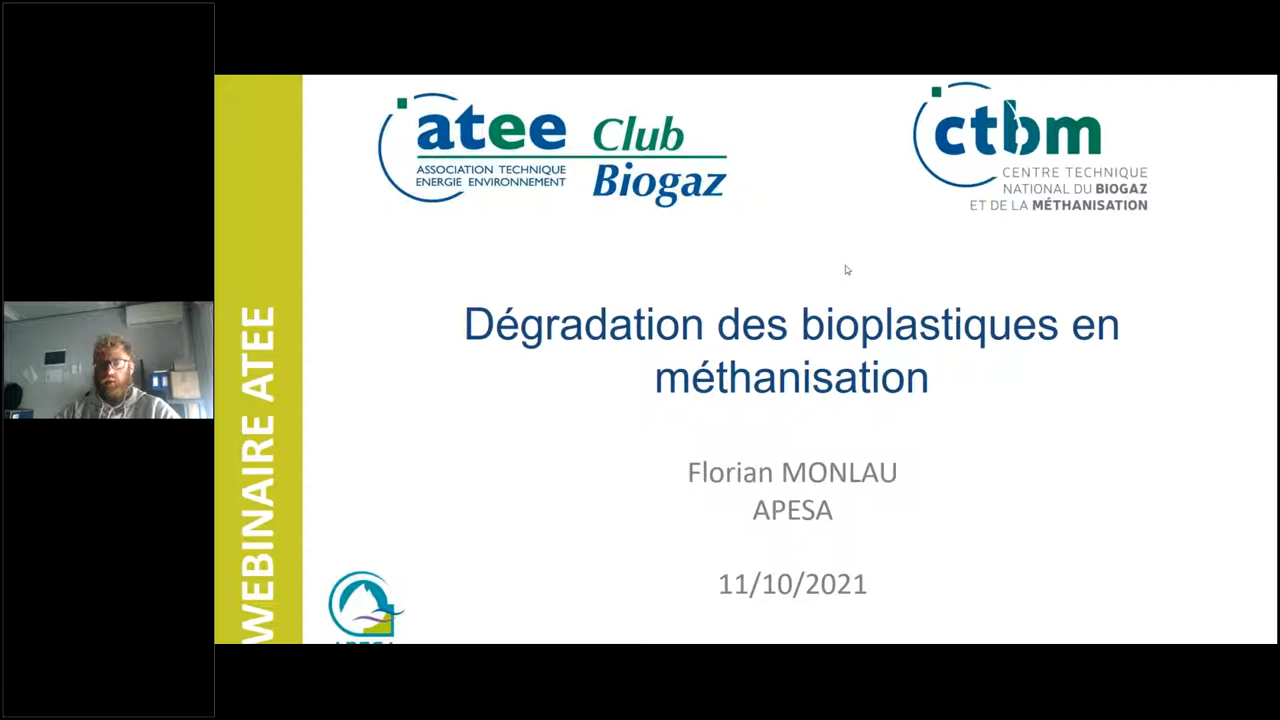 WEBINAIRE ATEE
atee Club
ASSOCIATION TECHNIQUE
ENERGIE ENVIRONNEMENT
Biogaz
ctbm
CENTRE TECHNIQUE
NATIONAL DU BIOGAZ
ET DE LA MÉTHANISATION
Dégradation des bioplastiques en
méthanisation
Florian MONLAU
APESA
11/10/2021